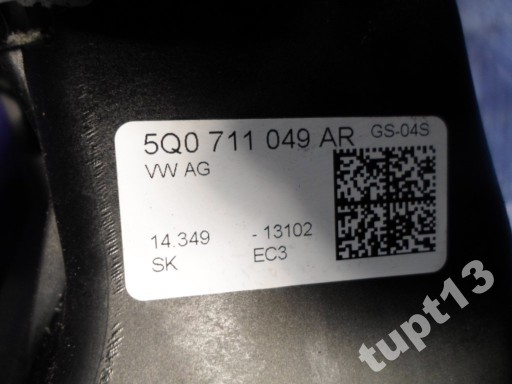 5Q0 711 049 AR GS-04S
VW AG
14.349 - 13102
SK EC3
tupt13